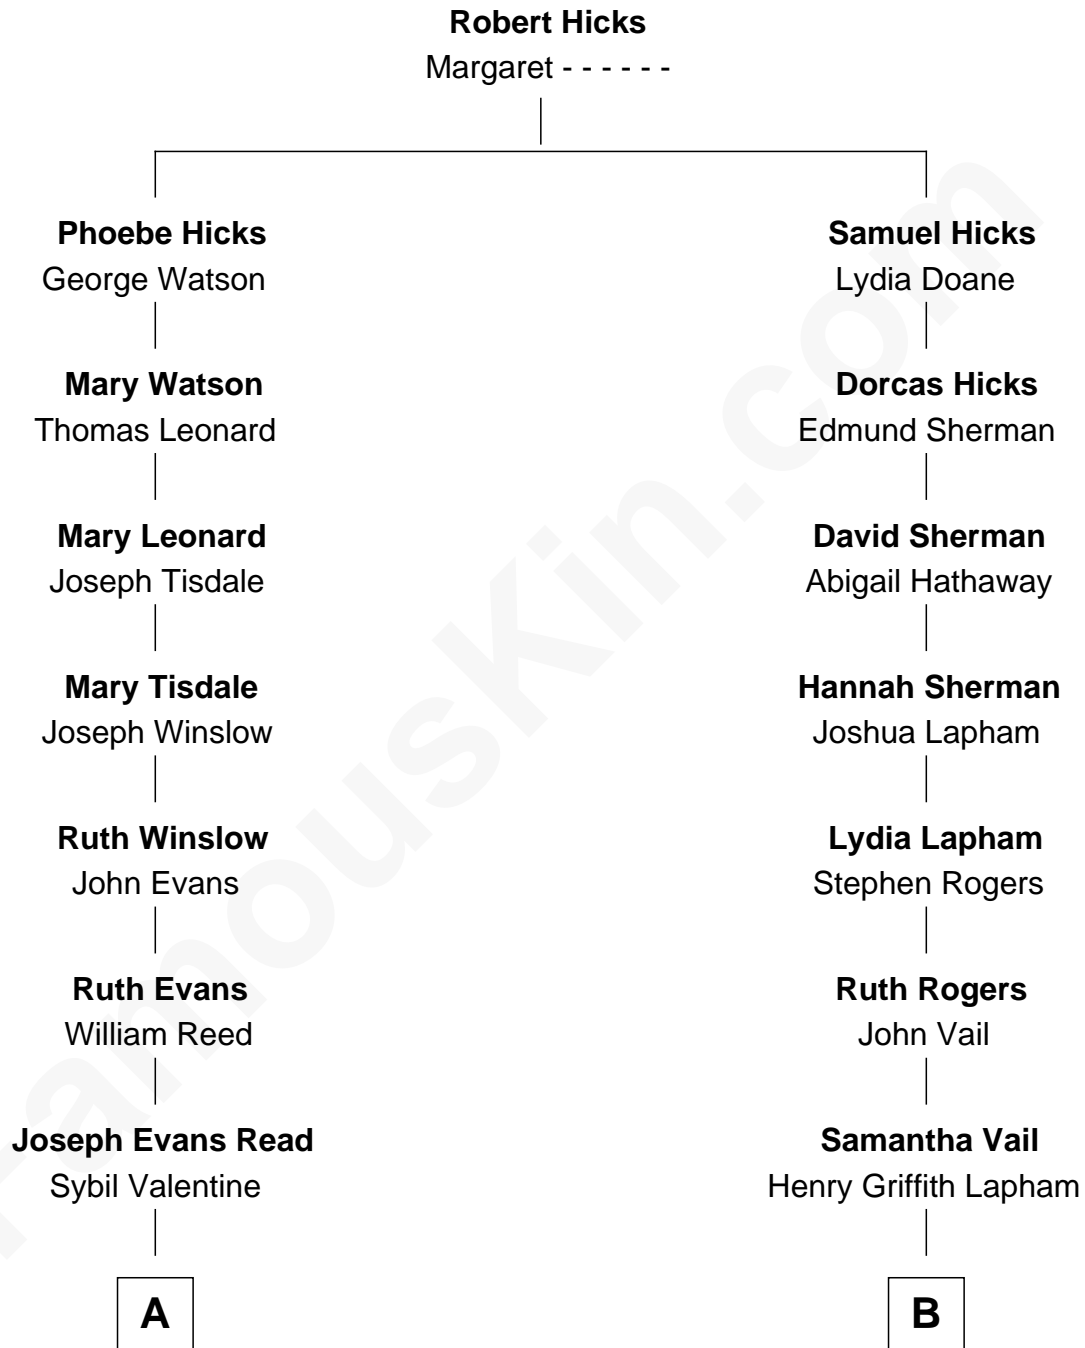 Robert Hicks
Margaret - - - - - -
Phoebe Hicks
George Watson
Samuel Hicks
Lydia Doane
Mary Watson
Thomas Leonard
Dorcas Hicks
Edmund Sherman
Mary Leonard
Joseph Tisdale
David Sherman
Abigail Hathaway
Mary Tisdale
Joseph Winslow
Hannah Sherman
Joshua Lapham
Ruth Winslow
John Evans
Lydia Lapham
Stephen Rogers
Ruth Evans
William Reed
Ruth Rogers
John Vail
Joseph Evans Read
Sybil Valentine
Samantha Vail
Henry Griffith Lapham
A
B
FamousKin.com